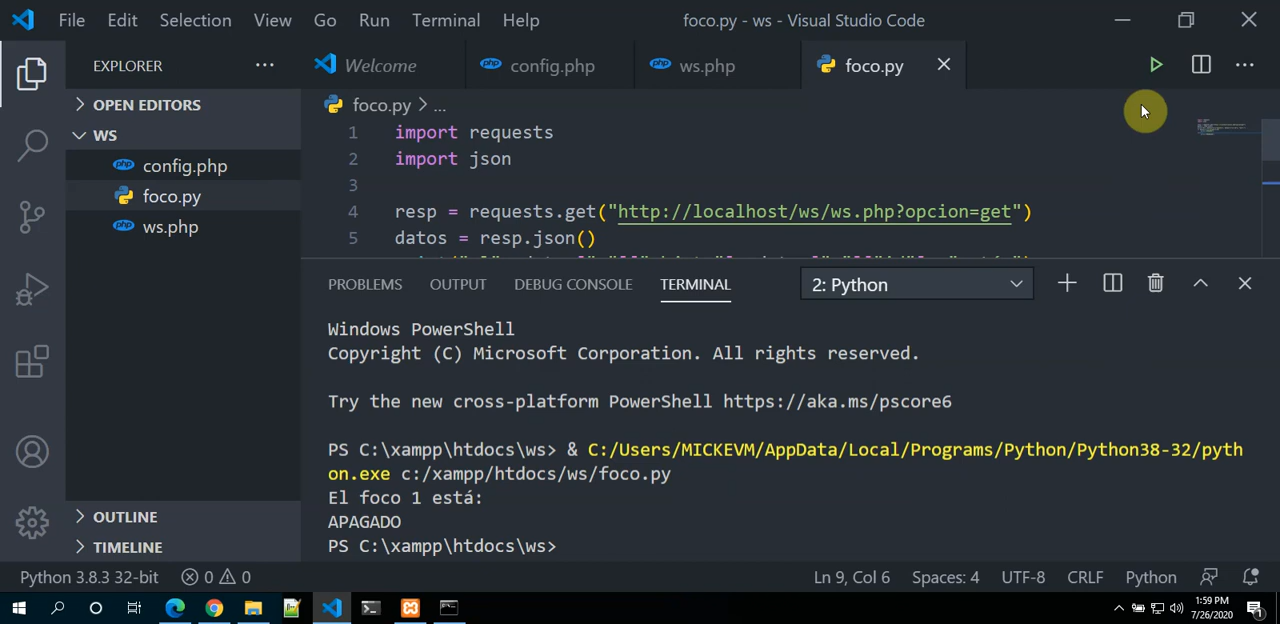 File Edit Selection View Go Run Terminal Help foco.py - ws - Visual Studio Code
EXPLORER
Welcome config.php ws.php foco.py
OPEN EDITORS
WS
config.php
foco.py
ws.php
OUTLINE
TIMELINE
foco.py > ...
1 import requests
2 import json
3
4 resp = requests.get("http://localhost/ws/ws.php?opcion=get")
5 datos = resp.json()
PROBLEMS OUTPUT DEBUG CONSOLE TERMINAL 2: Python
Windows PowerShell
Copyright (C) Microsoft Corporation. All rights reserved.
Try the new cross-platform PowerShell https://aka.ms/pscore6
PS C:\xampp\htdocs\ws> & C:/Users/MICKEVM/AppData/Local/Programs/Python/Python38-32/pyth
on.exe c:/xampp/htdocs/ws/foco.py
El foco 1 está:
APAGADO
PS C:\xampp\htdocs\ws>
Python 3.8.3 32-bit 0 0 Ln 9, Col 6 Spaces: 4 UTF-8 CRLF Python
1:59 PM
7/26/2020
1